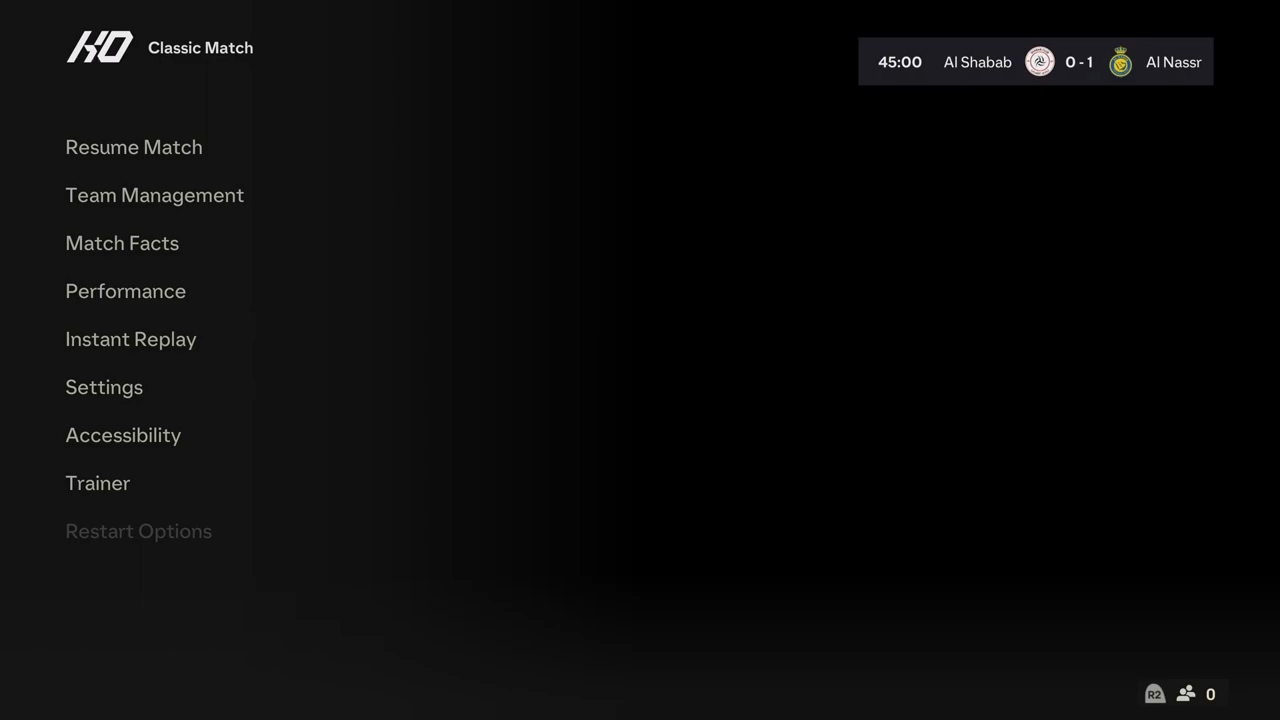 KO Classic Match
45:00 Al Shabab 0 - 1 Al Nassr
Resume Match
Team Management
Match Facts
Performance
Instant Replay
Settings
Accessibility
Trainer
Restart Options
R2 0